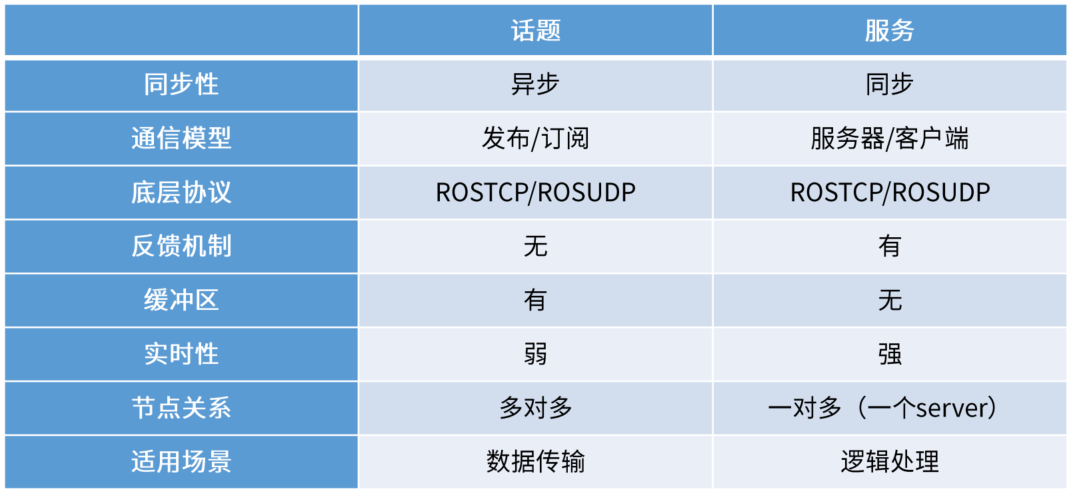 话题 服务
同步性 异步 同步
通信模型 发布/订阅 服务器/客户端
底层协议 ROSTCP/ROSUDP ROSTCP/ROSUDP
反馈机制 无 有
缓冲区 有 无
实时性 弱 强
节点关系 多对多 一对多（一个server）
适用场景 数据传输 逻辑处理